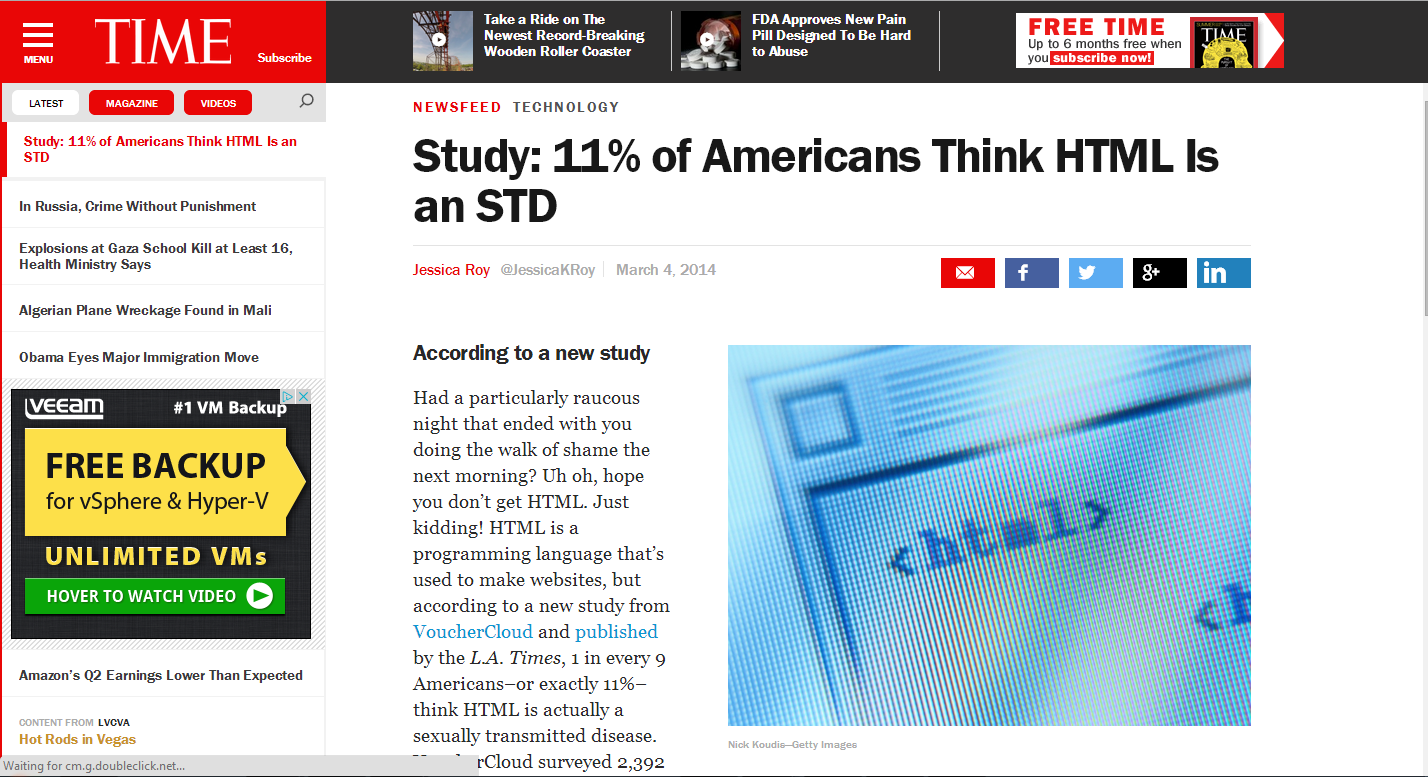 MENU
TIME
Subscribe
Take a Ride on The
Newest Record-Breaking
Wooden Roller Coaster
FDA Approves New Pain
Pill Designed To Be Hard
to Abuse
FREE TIME
Up to 6 months free when
you subscribe now!
TIME
LATEST
MAGAZINE
VIDEOS
Study: 11% of Americans Think HTML Is an
STD
In Russia, Crime Without Punishment
Explosions at Gaza School Kill at Least 16,
Health Ministry Says
Algerian Plane Wreckage Found in Mali
Obama Eyes Major Immigration Move
veeam
#1 VM Backup
FREE BACKUP
for vSphere & Hyper-V
UNLIMITED VMs
HOVER TO WATCH VIDEO
Amazon's Q2 Earnings Lower Than Expected
CONTENT FROM LVCVA
Hot Rods in Vegas
Waiting for cm.g.doubleclick.net...
NEWSFEED TECHNOLOGY
Study: 11% of Americans Think HTML Is
an STD
Jessica Roy @JessicaKRoy March 4, 2014
f
g+
in
According to a new study
Had a particularly raucous
night that ended with you
doing the walk of shame the
next morning? Uh oh, hope
you don't get HTML. Just
kidding! HTML is a
programming language that's
used to make websites, but
according to a new study from
VoucherCloud and published
by the L.A. Times, 1 in every 9
Americans–or exactly 11%–
think HTML is actually a
sexually transmitted disease.
VoucherCloud surveyed 2,392
<html>
<h
Nick Koudis—Getty Images